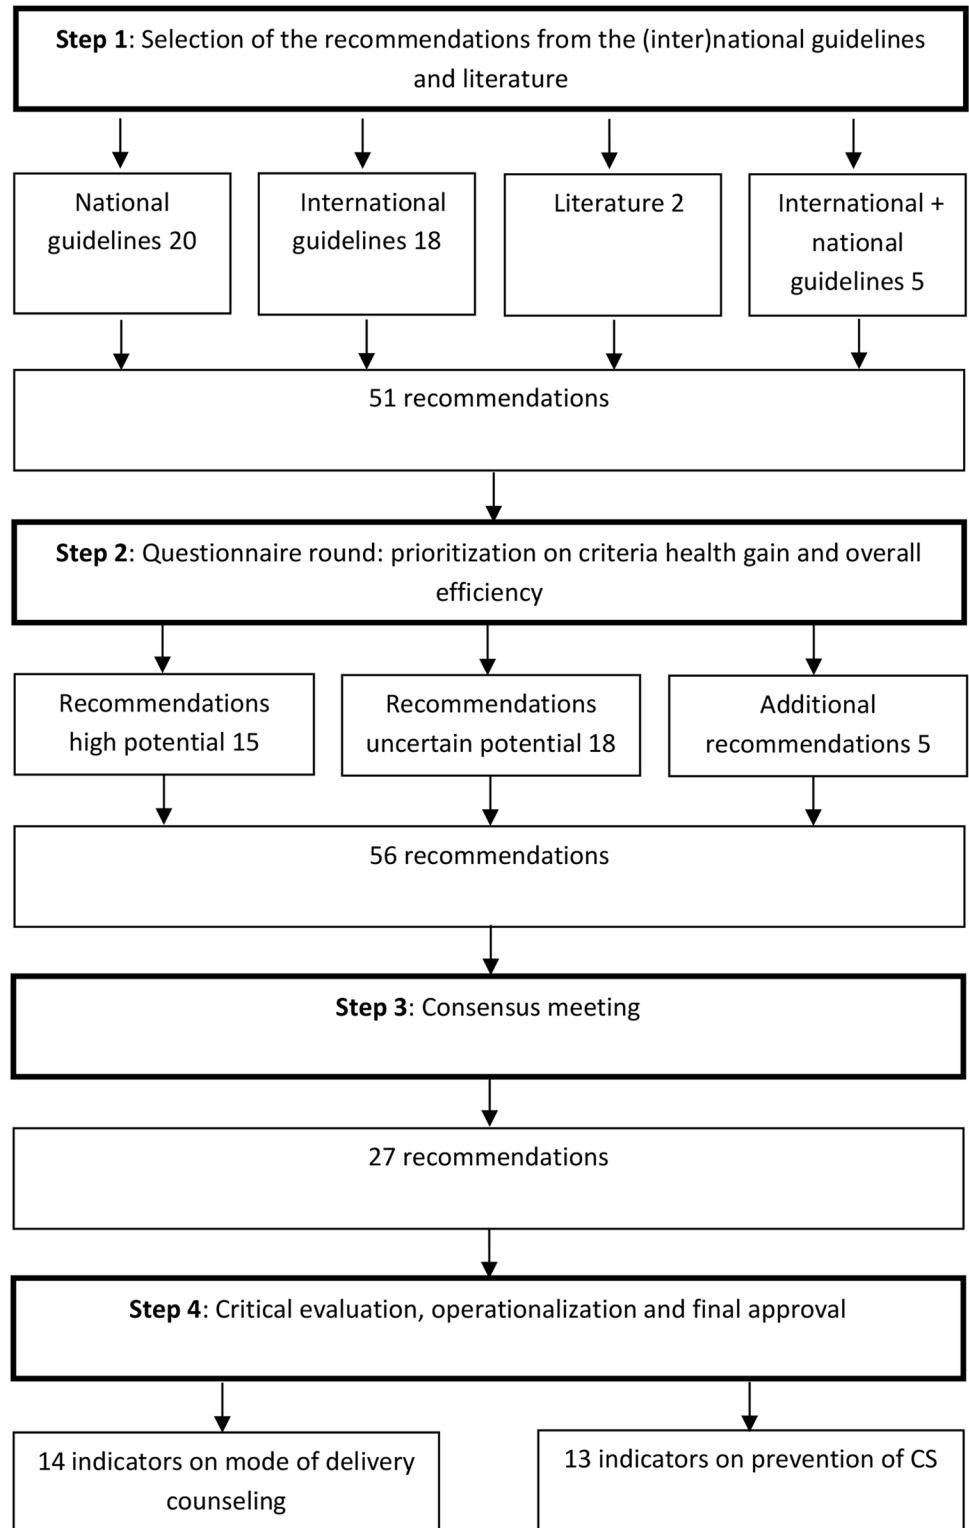 Step 1: Selection of the recommendations from the (inter)national guidelines
and literature
National
guidelines 20
International
guidelines 18
Literature 2
International +
national
guidelines 5
51 recommendations
Step 2: Questionnaire round: prioritization on criteria health gain and overall
efficiency
Recommendations
high potential 15
Recommendations
uncertain potential 18
Additional
recommendations 5
56 recommendations
Step 3: Consensus meeting
27 recommendations
Step 4: Critical evaluation, operationalization and final approval
14 indicators on mode of delivery
counseling
13 indicators on prevention of CS